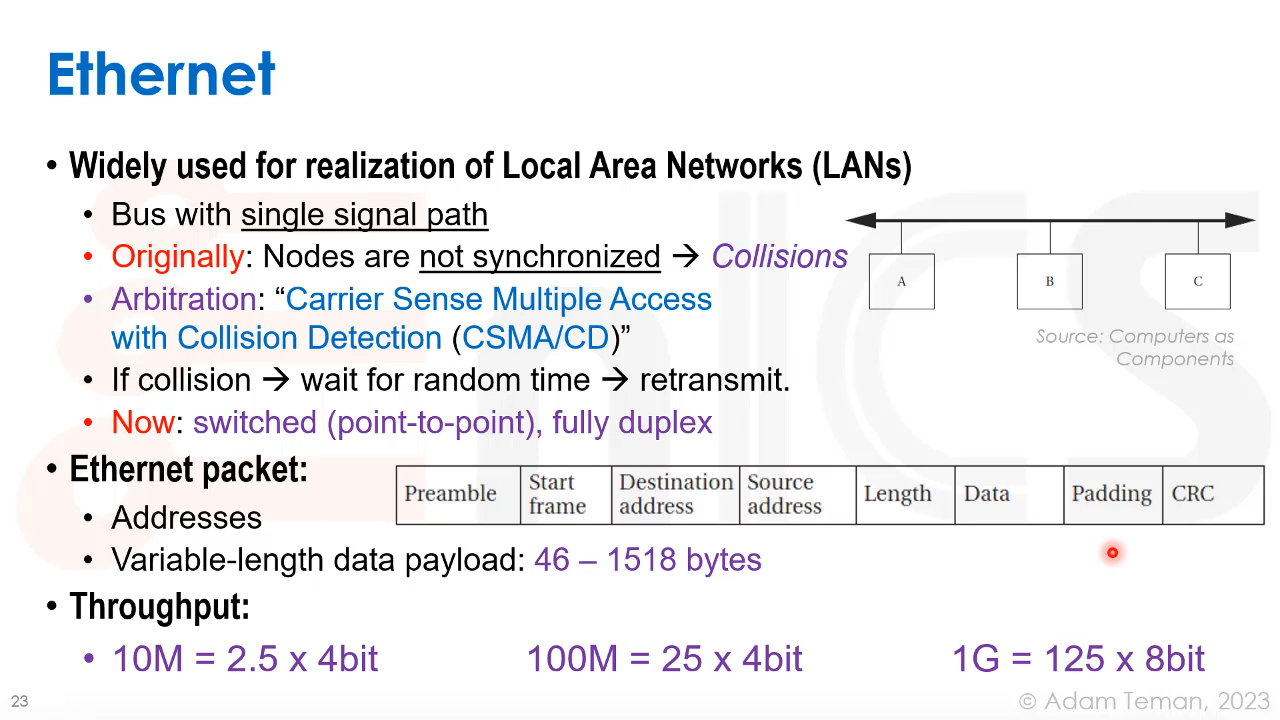 Ethernet
• Widely used for realization of Local Area Networks (LANs)
• Bus with single signal path
• Originally: Nodes are not synchronized → Collisions
• Arbitration: “Carrier Sense Multiple Access
with Collision Detection (CSMA/CD)”
• If collision → wait for random time → retransmit.
• Now: switched (point-to-point), fully duplex
A B C
Source: Computers as
Components
• Ethernet packet:
• Addresses
• Variable-length data payload: 46 – 1518 bytes
Preamble
Start
frame
Destination
address
Source
address
Length
Data
Padding
CRC
• Throughput:
• 10M = 2.5 x 4bit 100M = 25 x 4bit 1G = 125 x 8bit
23
© Adam Teman, 2023
EnICS